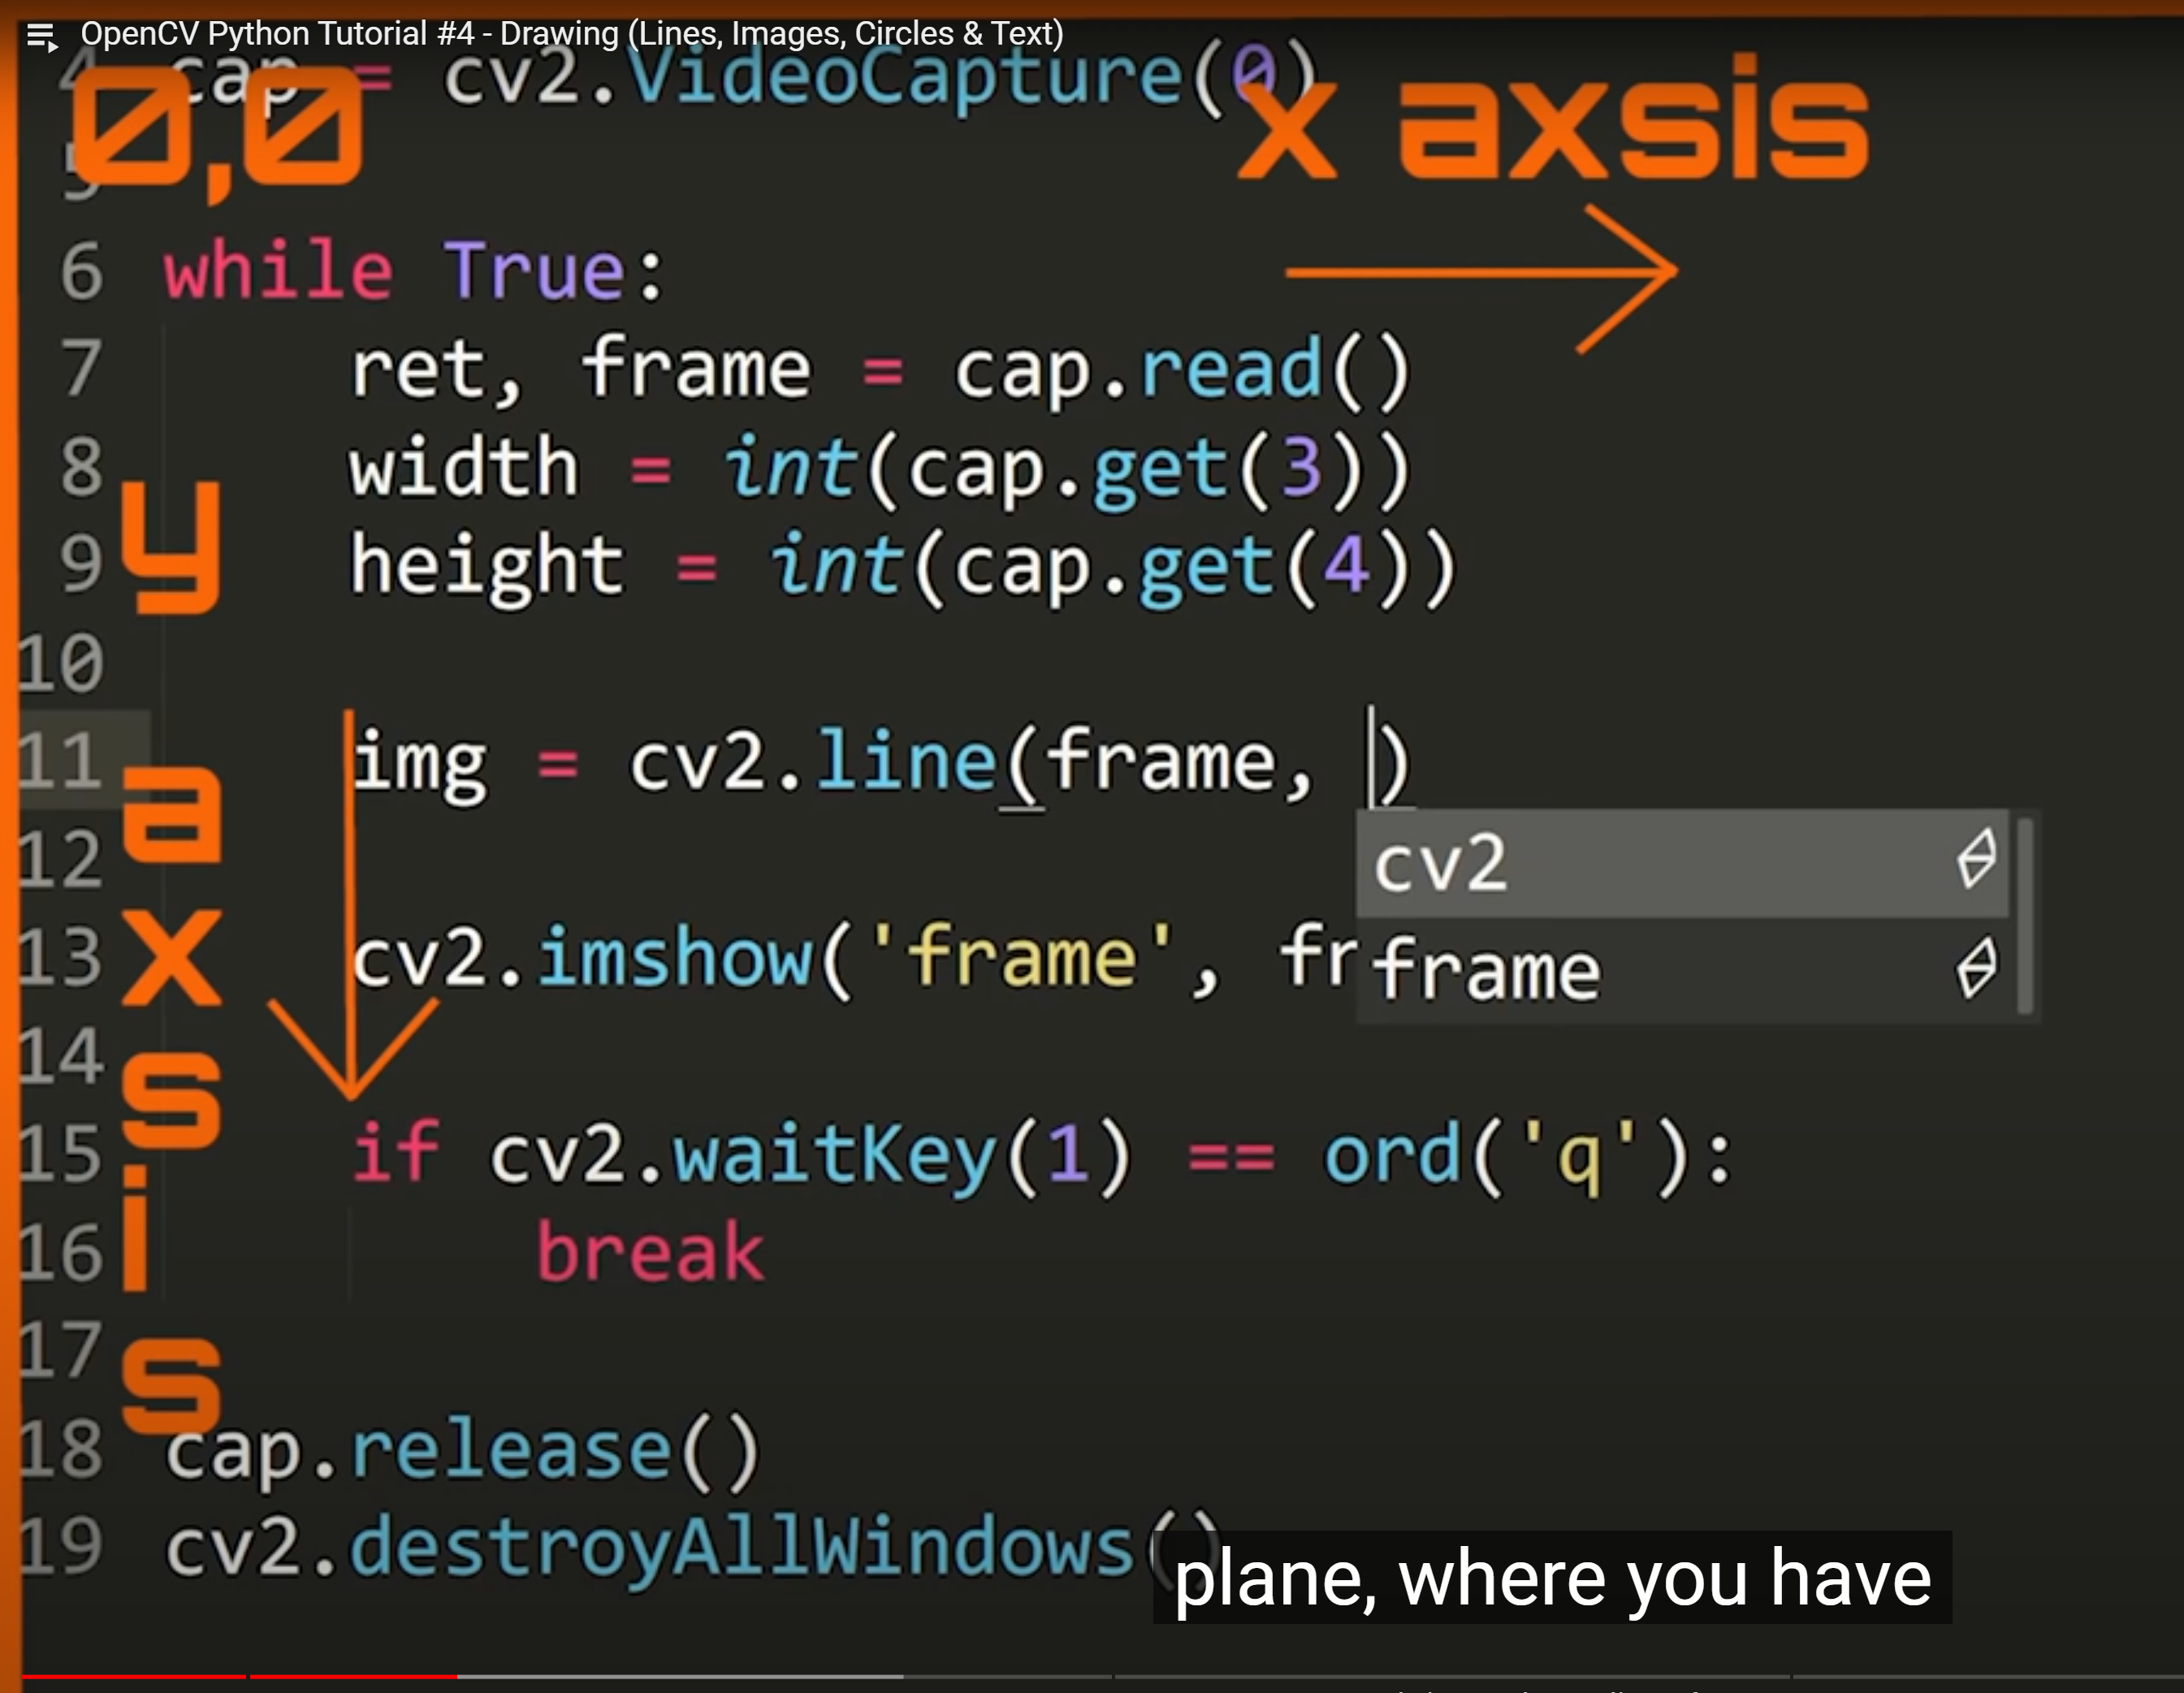 OpenCV Python Tutorial #4 - Drawing (Lines, Images, Circles & Text)
4 cap = cv2.VideoCapture(0)
0,0
x axsis
5
6 while True:
7 ret, frame = cap.read()
8 width = int(cap.get(3))
9 height = int(cap.get(4))
y axsis
10
11 img = cv2.line(frame, )
cv2
frame
12
13 cv2.imshow('frame', fr
14
15 if cv2.waitKey(1) == ord('q'):
16 break
17
18 cap.release()
19 cv2.destroyAllWindows()
plane, where you have